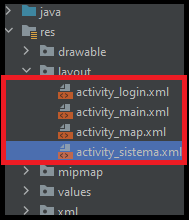 java
res
drawable
layout
activity_login.xml
activity_main.xml
activity_map.xml
activity_sistema.xml
mipmap
values
xml